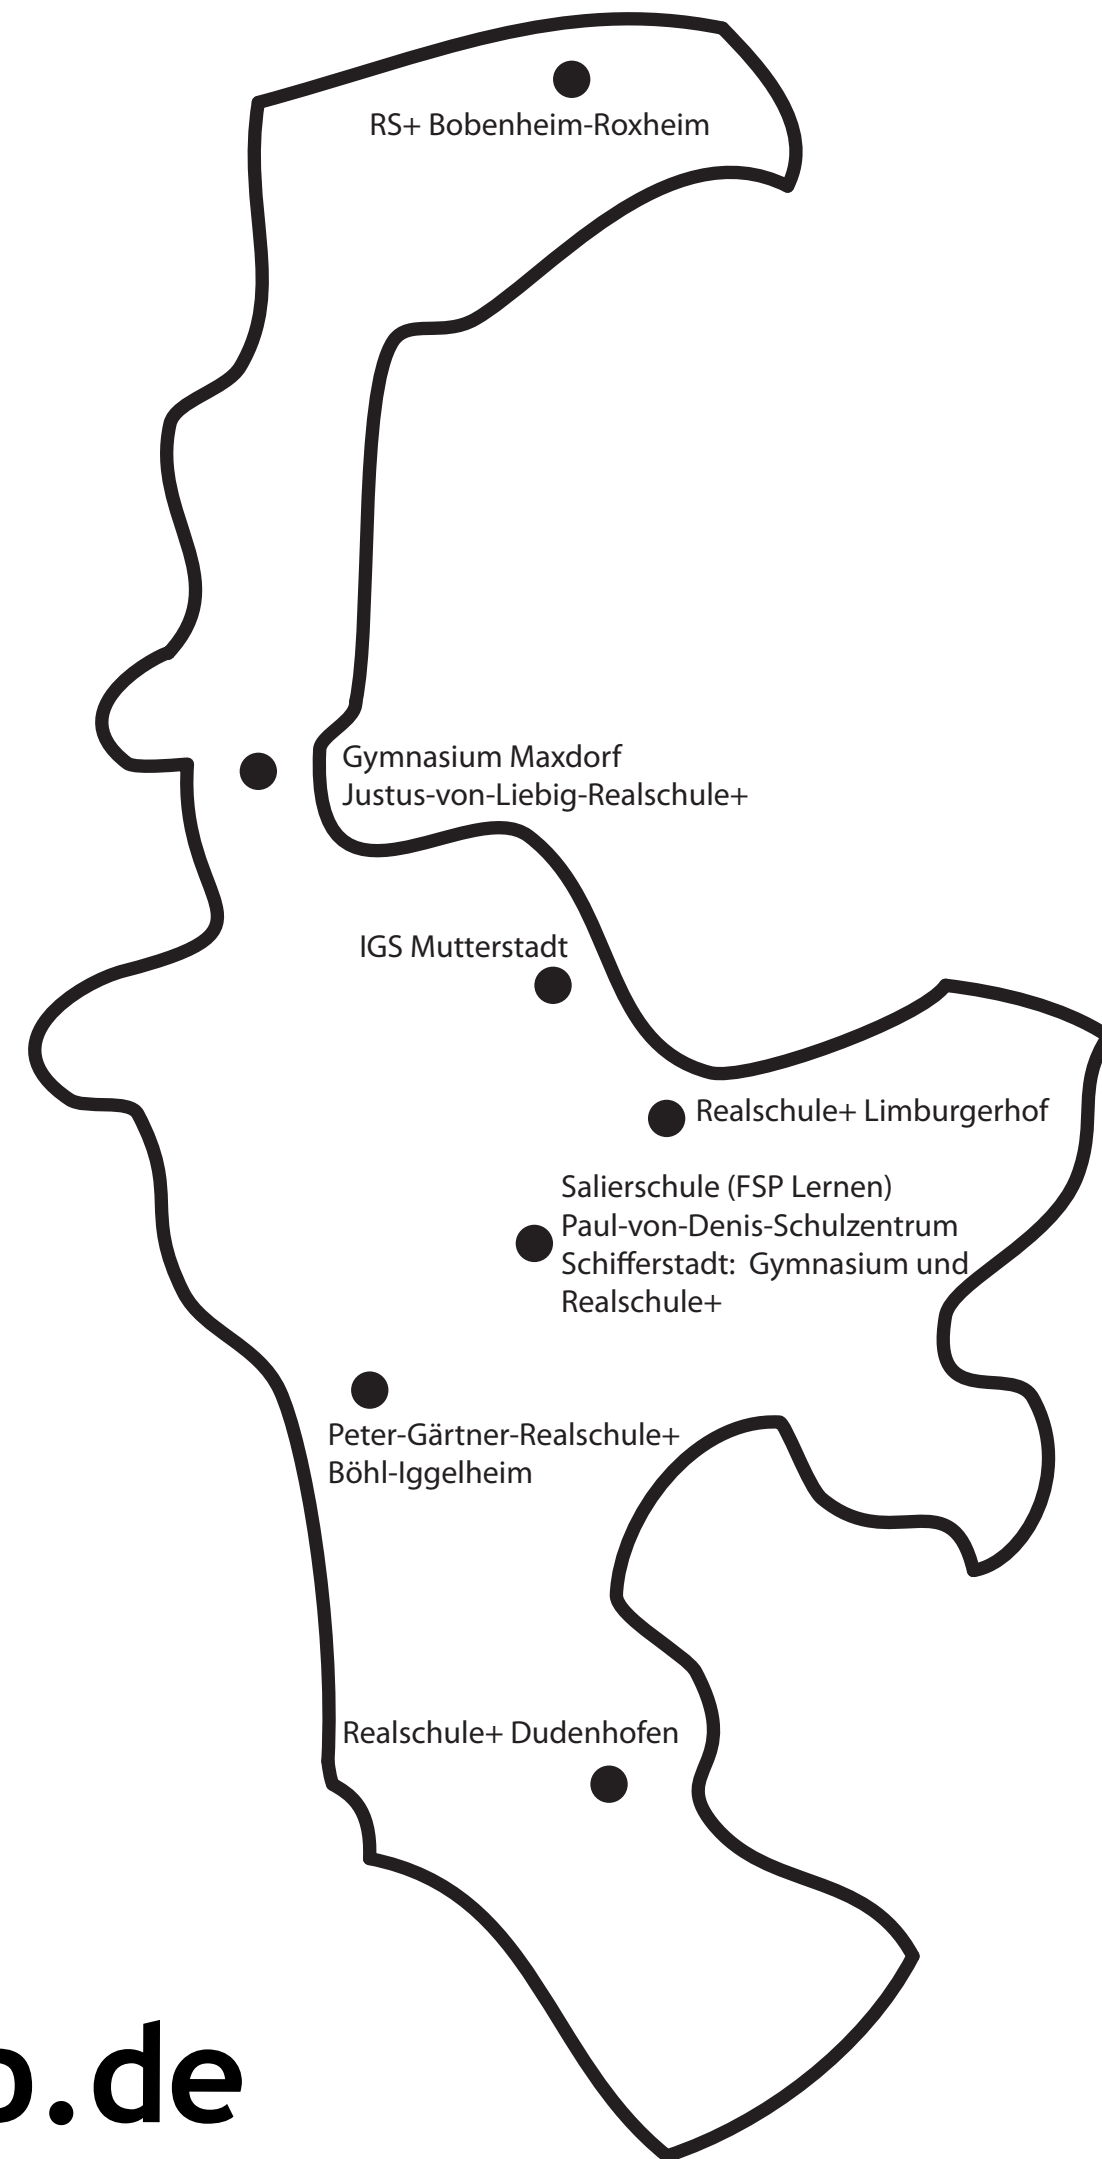 RS+ Bobenheim-Roxheim
Gymnasium Maxdorf
Justus-von-Liebig-Realschule+
IGS Mutterstadt
Realschule+ Limburgerhof
Salierschule (FSP Lernen)
Paul-von-Denis-Schulzentrum
Schifferstadt:  Gymnasium und
Realschule+
Peter-Gärtner-Realschule+
Böhl-Iggelheim
Realschule+ Dudenhofen
.de